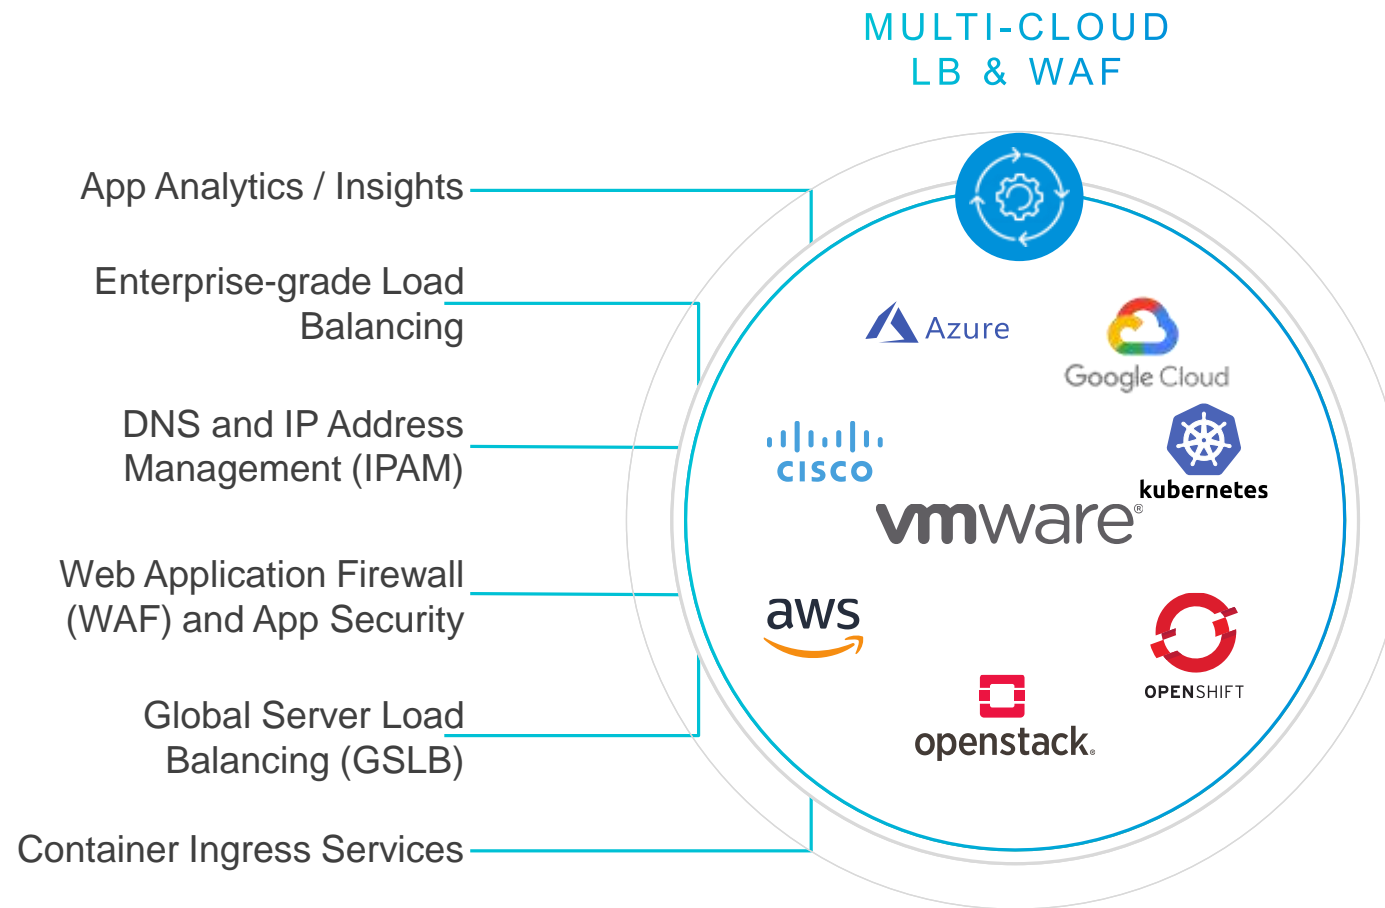 MULTI-CLOUD
LB & WAF
App Analytics / Insights
Enterprise-grade Load
Balancing
DNS and IP Address
Management (IPAM)
Web Application Firewall
(WAF) and App Security
Global Server Load
Balancing (GSLB)
Container Ingress Services
Azure
Google Cloud
CISCO
kubernetes
vmware®
aws
OPENSHIFT
openstack.